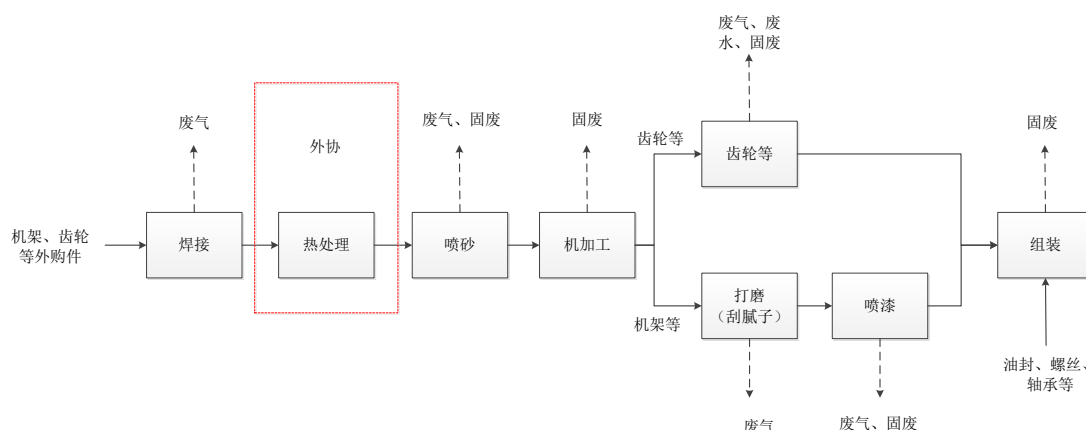 废气、废
水、固废
废气
外协
废气、固废
固废
齿轮等
齿轮等
固废
机架、齿轮
等外购件
焊接
热处理
喷砂
机加工
组装
机架等
打磨
（刮腻子）
喷漆
油封、螺丝、
轴承等
废气
废气、固废